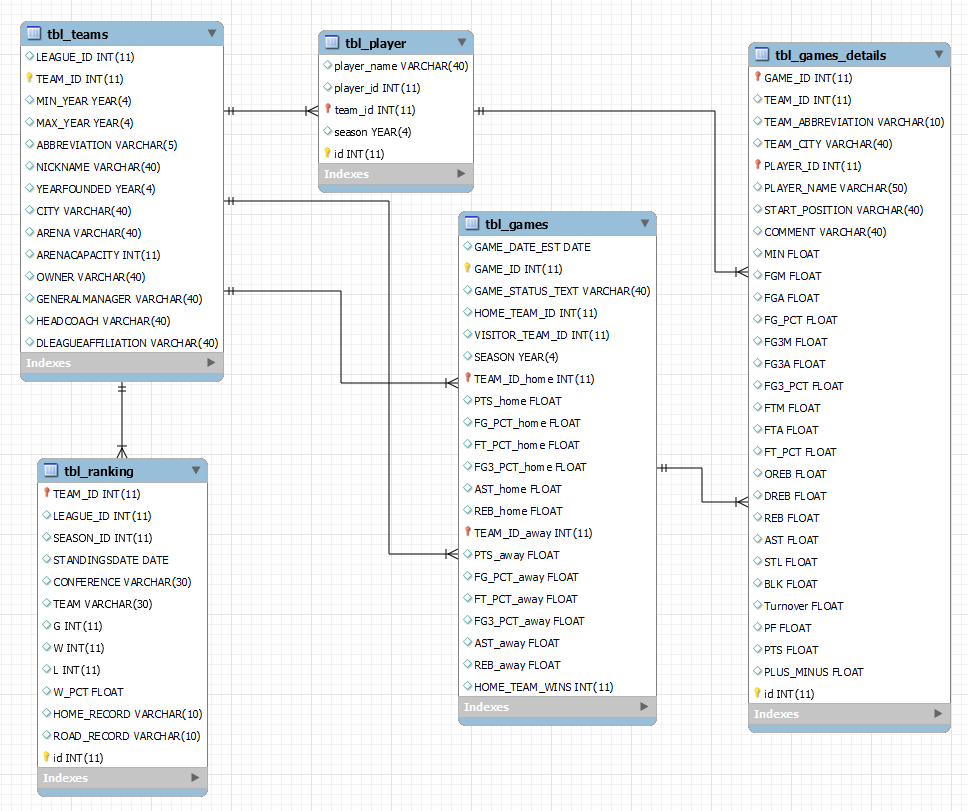 tbl_teams
LEAGUE_ID INT(11)
TEAM_ID INT(11)
MIN_YEAR YEAR(4)
MAX_YEAR YEAR(4)
ABBREVIATION VARCHAR(5)
NICKNAME VARCHAR(40)
YEARFOUNDED YEAR(4)
CITY VARCHAR(40)
ARENA VARCHAR(40)
ARENACAPACITY INT(11)
OWNER VARCHAR(40)
GENERALMANAGER VARCHAR(40)
HEADCOACH VARCHAR(40)
DLEAGUEAFFILIATION VARCHAR(40)
Indexes
tbl_player
player_name VARCHAR(40)
player_id INT(11)
team_id INT(11)
season YEAR(4)
id INT(11)
Indexes
tbl_games_details
GAME_ID INT(11)
TEAM_ID INT(11)
TEAM_ABBREVIATION VARCHAR(10)
TEAM_CITY VARCHAR(40)
PLAYER_ID INT(11)
PLAYER_NAME VARCHAR(50)
START_POSITION VARCHAR(40)
COMMENT VARCHAR(40)
MIN FLOAT
FGM FLOAT
FGA FLOAT
FG_PCT FLOAT
FG3M FLOAT
FG3A FLOAT
FG3_PCT FLOAT
FTM FLOAT
FTA FLOAT
FT_PCT FLOAT
OREB FLOAT
DREB FLOAT
REB FLOAT
AST FLOAT
STL FLOAT
BLK FLOAT
Turnover FLOAT
PF FLOAT
PTS FLOAT
PLUS_MINUS FLOAT
id INT(11)
Indexes
tbl_games
GAME_DATE_EST DATE
GAME_ID INT(11)
GAME_STATUS_TEXT VARCHAR(40)
HOME_TEAM_ID INT(11)
VISITOR_TEAM_ID INT(11)
SEASON YEAR(4)
TEAM_ID_home INT(11)
PTS_home FLOAT
FG_PCT_home FLOAT
FT_PCT_home FLOAT
FG3_PCT_home FLOAT
AST_home FLOAT
REB_home FLOAT
TEAM_ID_away INT(11)
PTS_away FLOAT
FG_PCT_away FLOAT
FT_PCT_away FLOAT
FG3_PCT_away FLOAT
AST_away FLOAT
REB_away FLOAT
HOME_TEAM_WINS INT(11)
Indexes
tbl_ranking
TEAM_ID INT(11)
LEAGUE_ID INT(11)
SEASON_ID INT(11)
STANDINGSDATE DATE
CONFERENCE VARCHAR(30)
TEAM VARCHAR(30)
G INT(11)
W INT(11)
L INT(11)
W_PCT FLOAT
HOME_RECORD VARCHAR(10)
ROAD_RECORD VARCHAR(10)
id INT(11)
Indexes